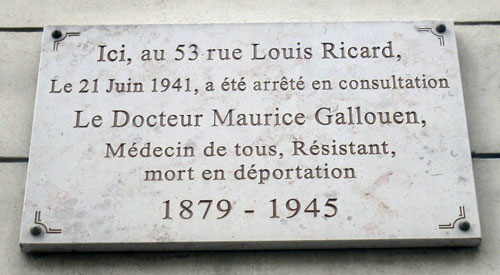 Ici, au 53 rue Louis Ricard,
Le 21 Juin 1941, a été arrêté en consultation
Le Docteur Maurice Gallouen,
Médecin de tous, Résistant,
mort en déportation
1879 - 1945